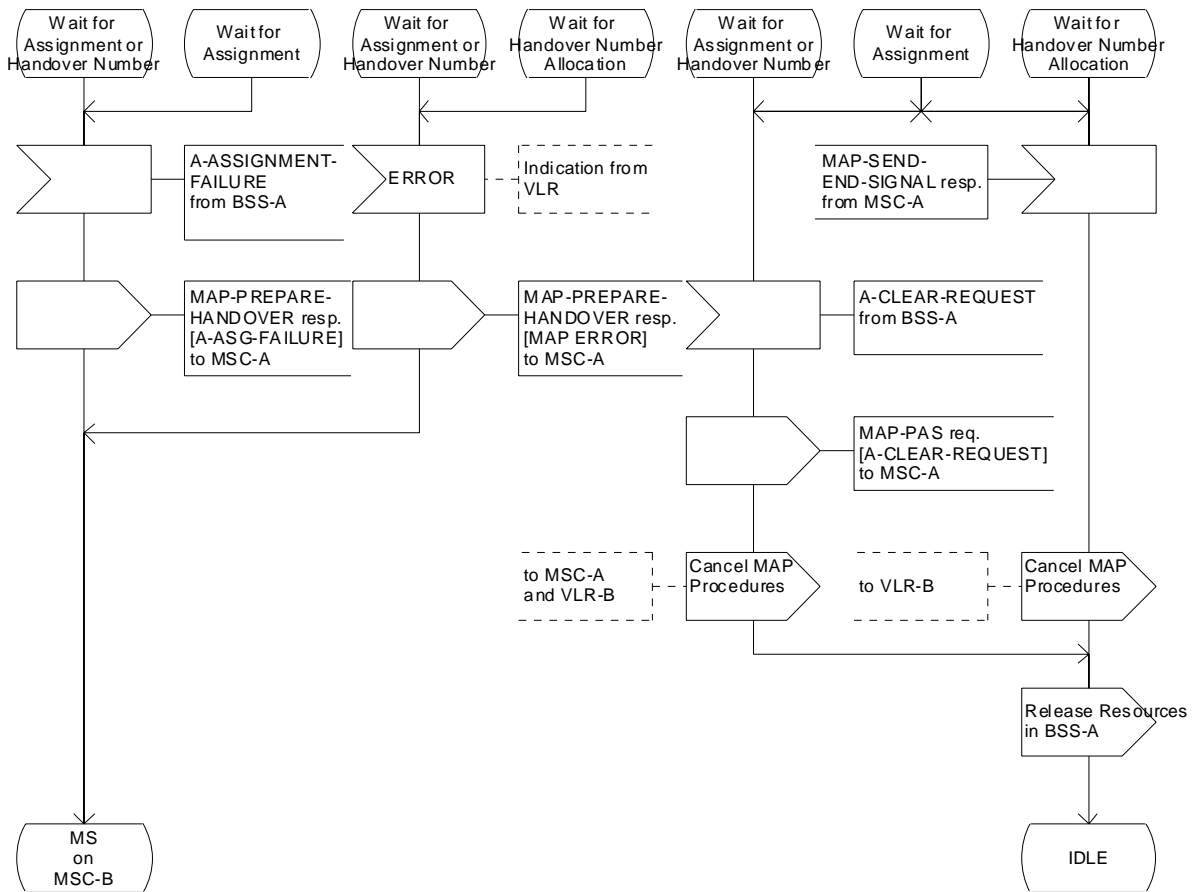 Wait for
Assignment or
Handover Number
Wait for
Assignment
Wait for
Assignment or
Handover Number
Wait for
Handover Number
Allocation
Wait for
Assignment or
Handover Number
Wait for
Assignment
Wait for
Handover Number
Allocation
A-ASSIGNMENT-
FAILURE
from BSS-A
ERROR
Indication from
VLR
MAP-SEND-
END-SIGNAL resp.
from MSC-A
MAP-PREPARE-
HANDOVER resp.
[A-ASG-FAILURE]
to MSC-A
MAP-PREPARE-
HANDOVER resp.
[MAP ERROR]
to MSC-A
A-CLEAR-REQUEST
from BSS-A
MAP-PAS req.
[A-CLEAR-REQUEST]
to MSC-A
to MSC-A
and VLR-B
Cancel MAP
Procedures
to VLR-B
Cancel MAP
Procedures
Release Resources
in BSS-A
MS
on
MSC-B
IDLE